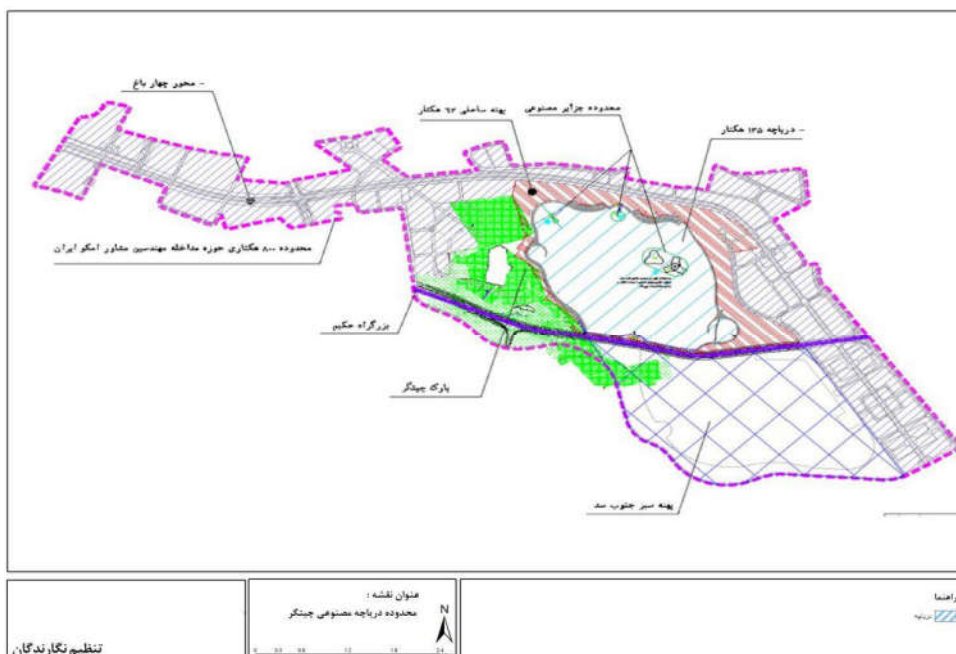 - محور چهار باغ
پهنه ساحلی ۶۲ هکتار
محدوده جزایر مصنوعی
- دریاچه ۱۳۵ هکتار
محدوده ۸۰۰ هکتاری حوزه مداخله مهندسین مشاور امکو ایران
بزرگراه حکیم
پارک چیتگر
پهنه سبز جنوب سد
راهنما
دریاچه
عنوان نقشه :
محدوده دریاچه مصنوعی چیتگر
N
تنظیم نگارندگان